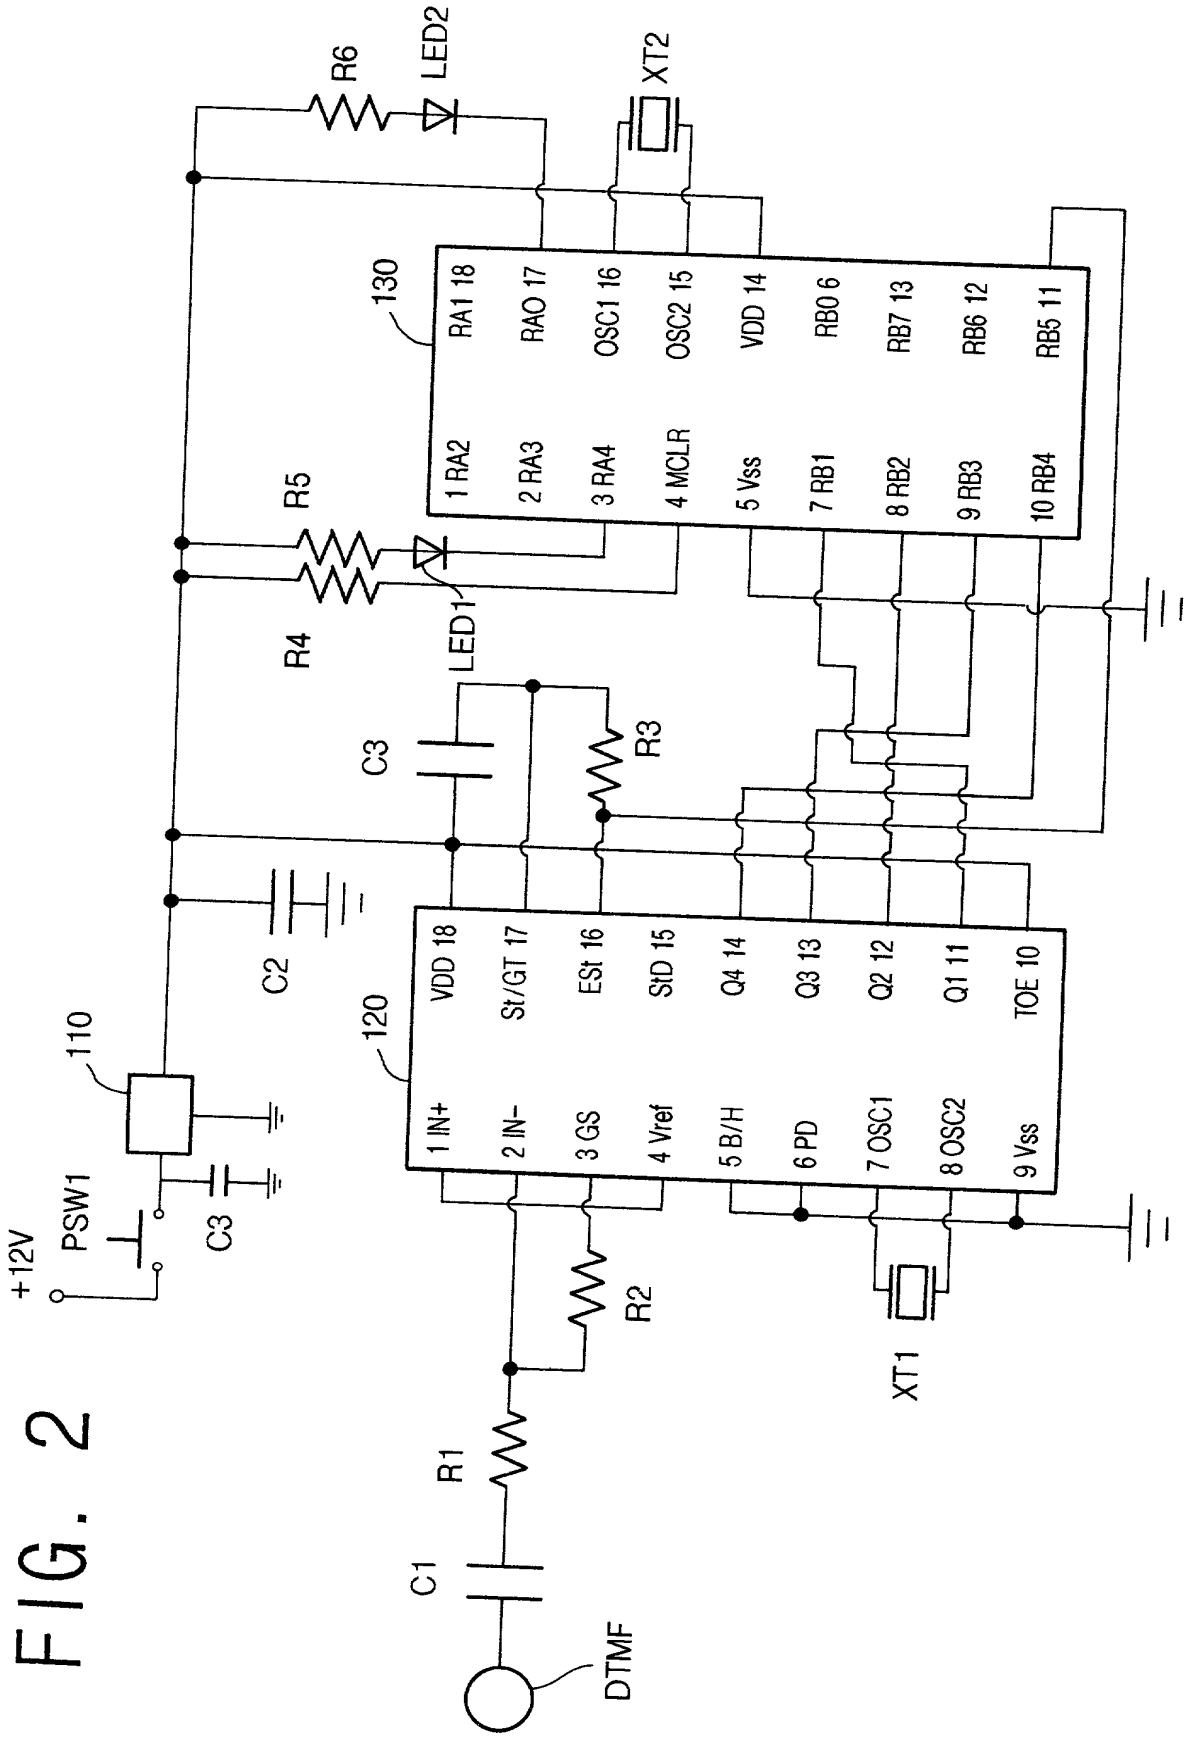 FIG. 2
+12V
PSW1
110
C3
C2
C3
R3
R4
R5
LED1
R6
LED2
XT2
DTMF
C1
R1
R2
XT1
120
1 IN+
2 IN-
3 GS
4 Vref
5 B/H
6 PD
7 OSC1
8 OSC2
9 Vss
VDD 18
St/GT 17
ESt 16
StD 15
Q4 14
Q3 13
Q2 12
Q1 11
TOE 10
130
1 RA2
2 RA3
3 RA4
4 MCLR
5 Vss
7 RB1
8 RB2
9 RB3
10 RB4
RA1 18
RA0 17
OSC1 16
OSC2 15
VDD 14
RB0 6
RB7 13
RB6 12
RB5 11